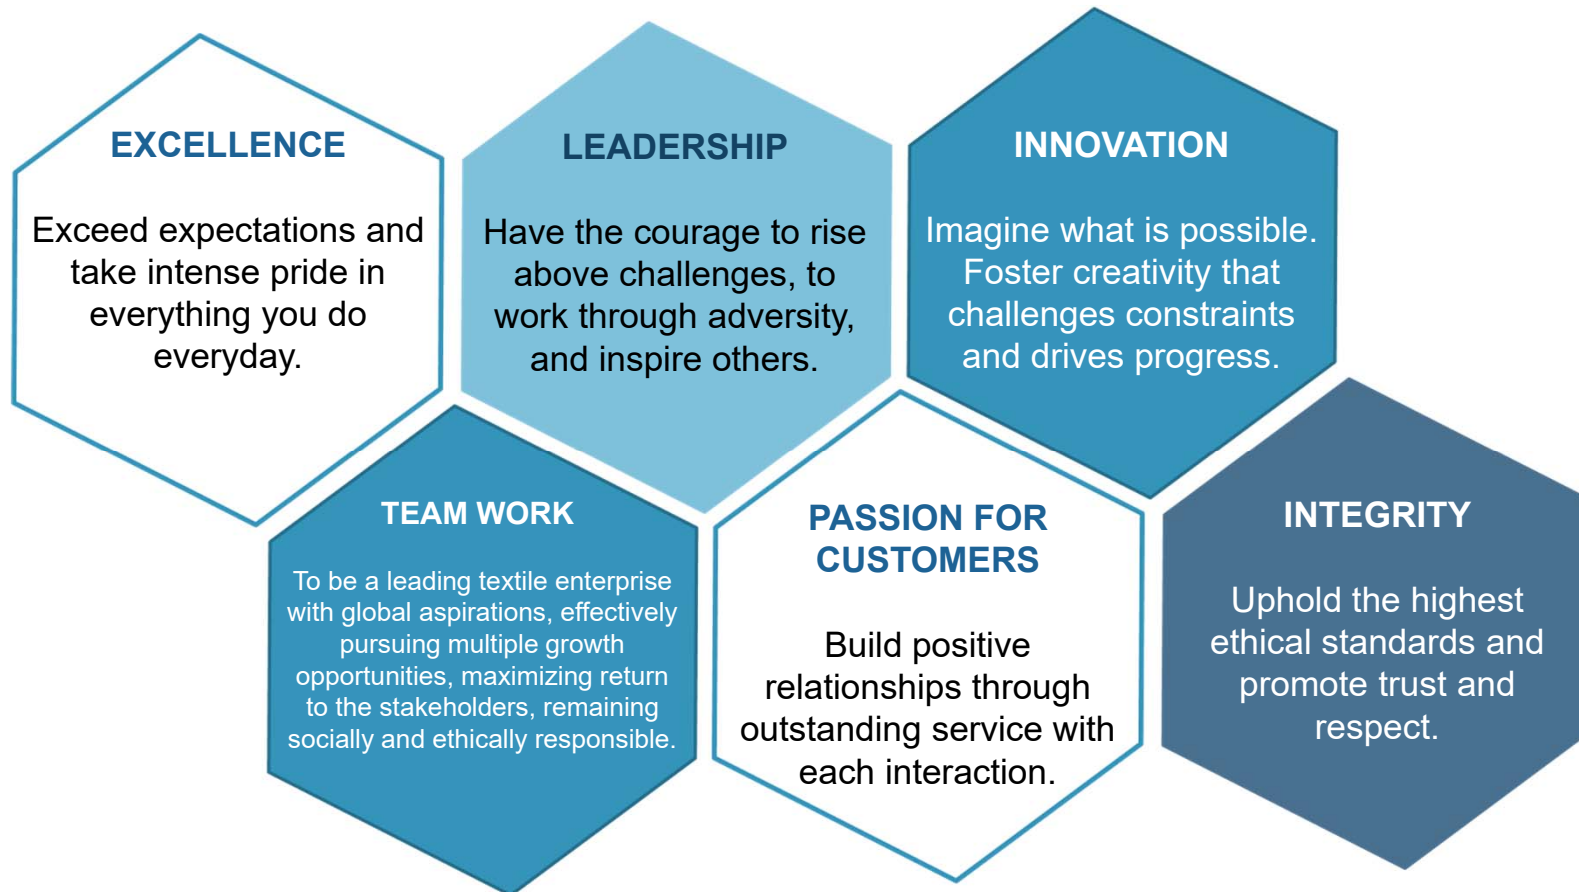 EXCELLENCE
Exceed expectations and
take intense pride in
everything you do
everyday.
LEADERSHIP
Have the courage to rise
above challenges, to
work through adversity,
and inspire others.
INNOVATION
Imagine what is possible.
Foster creativity that
challenges constraints
and drives progress.
TEAM WORK
To be a leading textile enterprise
with global aspirations, effectively
pursuing multiple growth
opportunities, maximizing return
to the stakeholders, remaining
socially and ethically responsible.
PASSION FOR
CUSTOMERS
Build positive
relationships through
outstanding service with
each interaction.
INTEGRITY
Uphold the highest
ethical standards and
promote trust and
respect.